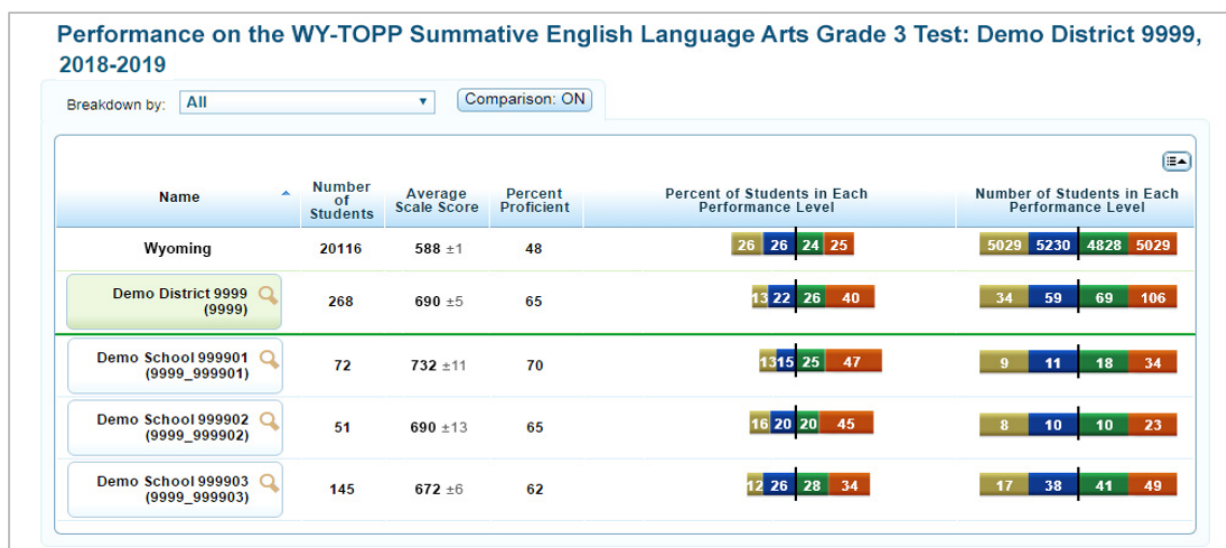 Performance on the WY-TOPP Summative English Language Arts Grade 3 Test: Demo District 9999,
2018-2019
Breakdown by: All Comparison: ON
Name Number of Students Average Scale Score Percent Proficient Percent of Students in Each Performance Level Number of Students in Each Performance Level
Wyoming 20116 588 ±1 48 26 26 24 25 5029 5230 4828 5029
Demo District 9999 (9999) 268 690 ±5 65 13 22 26 40 34 59 69 106
Demo School 999901 (9999_999901) 72 732 ±11 70 13 15 25 47 9 11 18 34
Demo School 999902 (9999_999902) 51 690 ±13 65 16 20 20 45 8 10 10 23
Demo School 999903 (9999_999903) 145 672 ±6 62 12 26 28 34 17 38 41 49